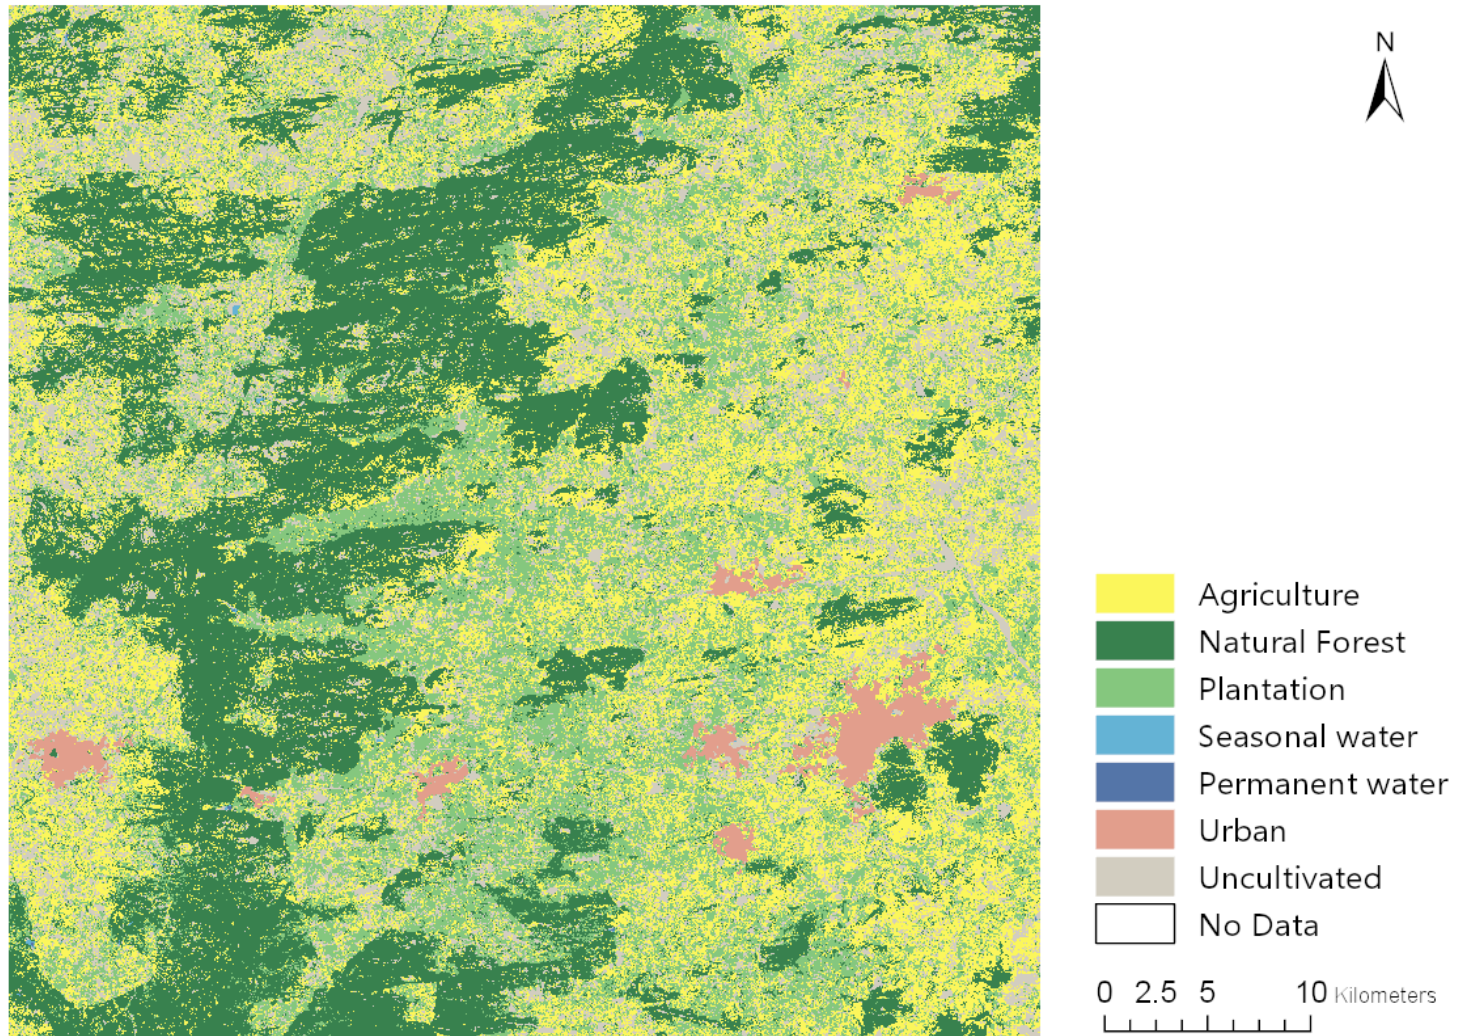 N
Agriculture
Natural Forest
Plantation
Seasonal water
Permanent water
Urban
Uncultivated
No Data
0 2.5 5 10 Kilometers